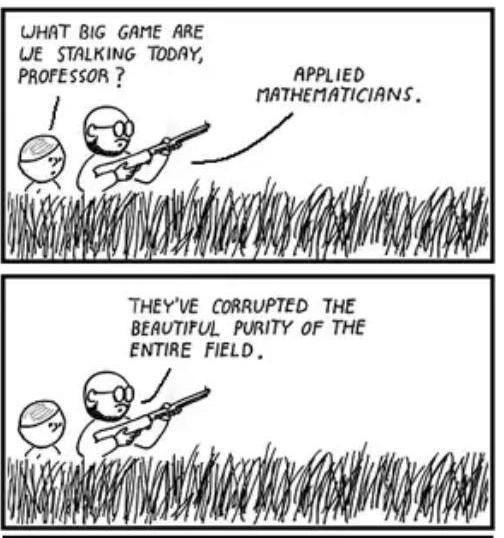 WHAT BIG GAME ARE
WE STALKING TODAY,
PROFESSOR?
APPLIED
MATHEMATICIANS.
THEY'VE CORRUPTED THE
BEAUTIFUL PURITY OF THE
ENTIRE FIELD.